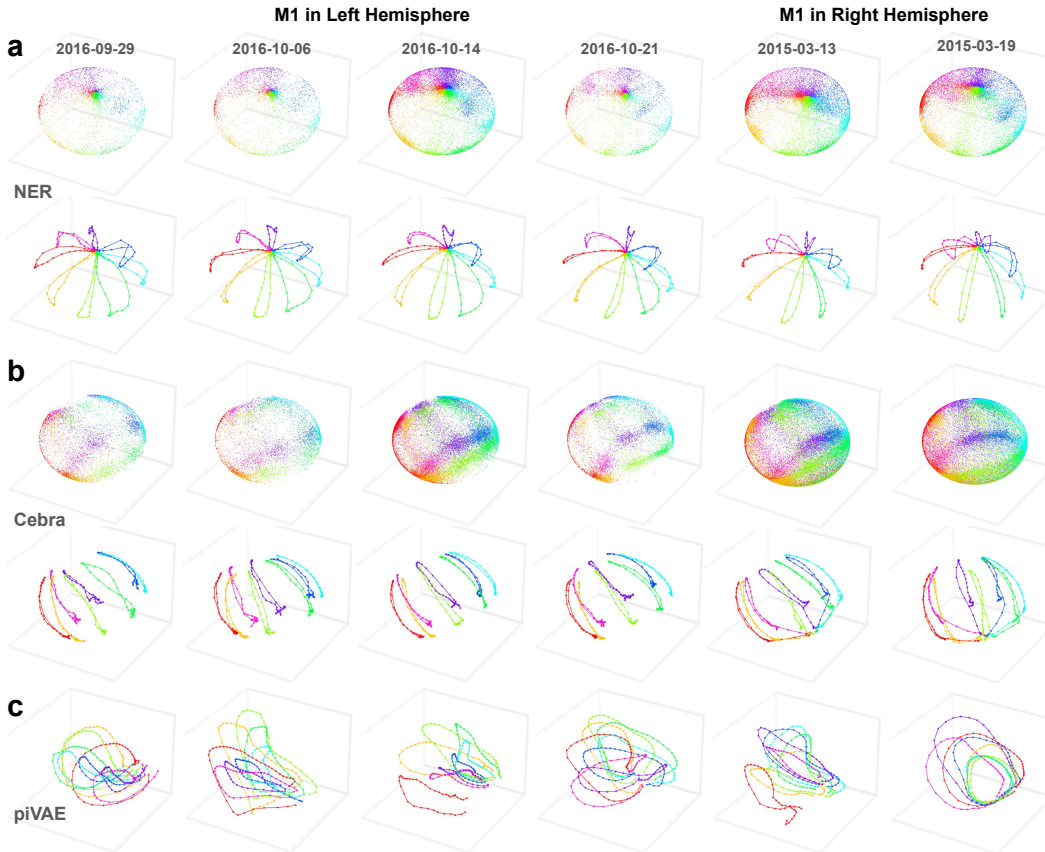 M1 in Left Hemisphere M1 in Right Hemisphere
a
2016-09-29 2016-10-06 2016-10-14 2016-10-21 2015-03-13 2015-03-19
NER
b
Cebra
c
piVAE